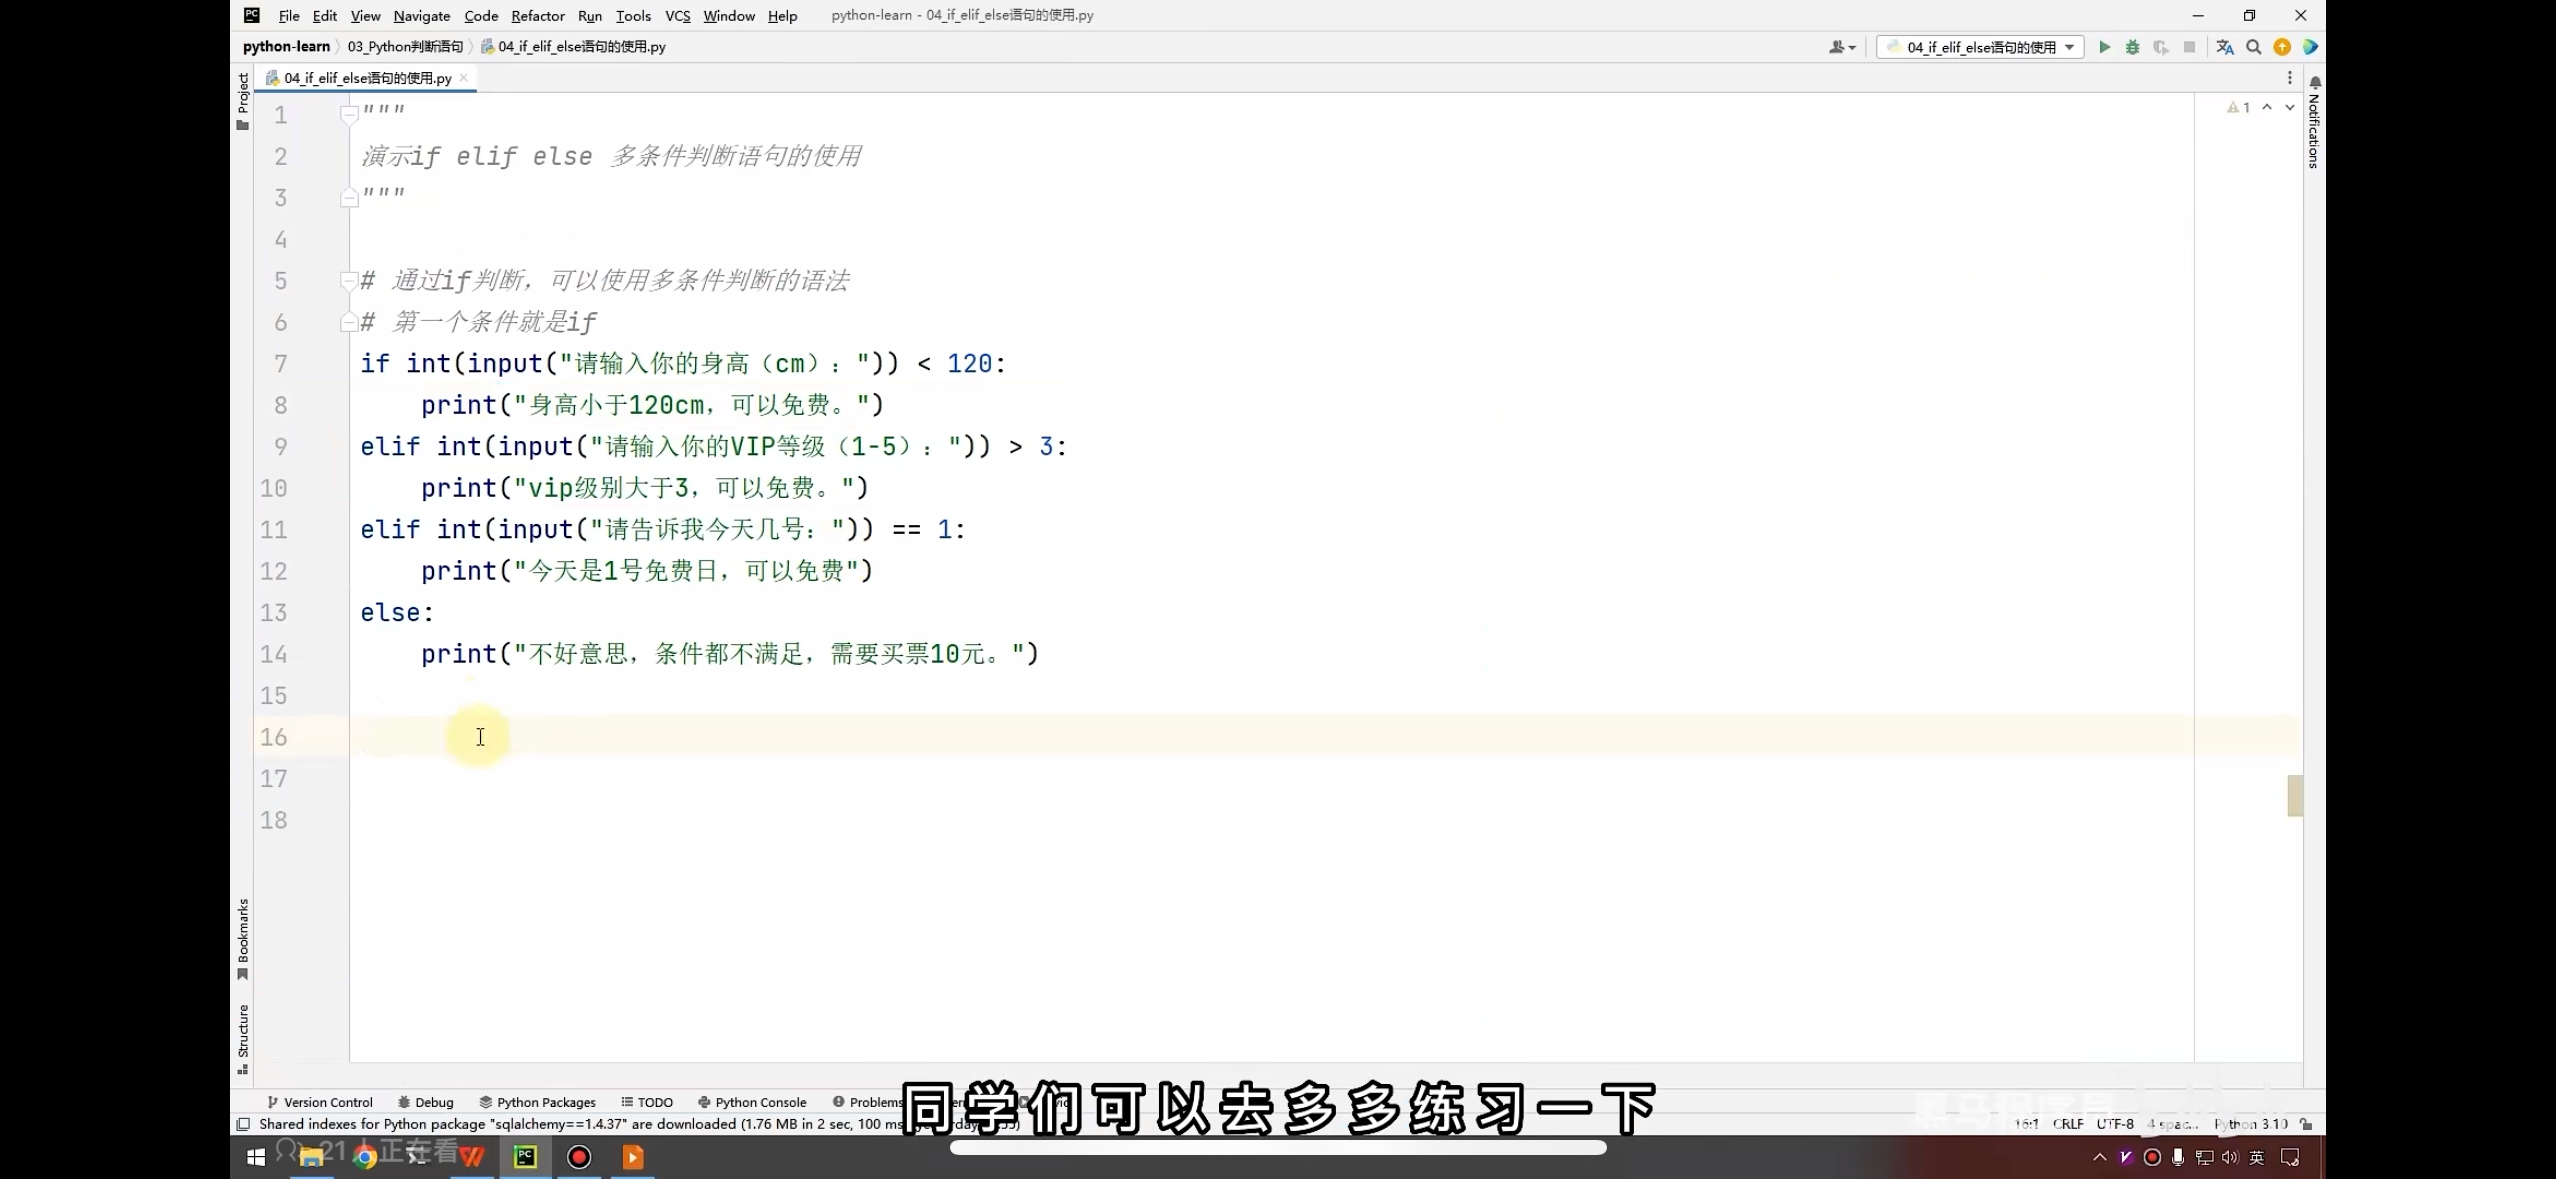 File Edit View Navigate Code Refactor Run Tools VCS Window Help python-learn - 04_if_elif_else语句的使用.py
python-learn 03_Python判断语句 04_if_elif_else语句的使用.py 04_if_elif_else语句的使用
Project 04_if_elif_else语句的使用.py
Notifications
1
1 """
2 演示if elif else 多条件判断语句的使用
3 """
4
5 # 通过if判断，可以使用多条件判断的语法
6 # 第一个条件就是if
7 if int(input("请输入你的身高（cm）：")) < 120:
8     print("身高小于120cm，可以免费。")
9 elif int(input("请输入你的VIP等级（1-5）：")) > 3:
10     print("vip级别大于3，可以免费。")
11 elif int(input("请告诉我今天几号：")) == 1:
12     print("今天是1号免费日，可以免费")
13 else:
14     print("不好意思，条件都不满足，需要买票10元。")
15
16
17
18
Bookmarks
Structure
Version Control Debug Python Packages TODO Python Console Problems
同学们可以去多多练习一下
Shared indexes for Python package "sqlalchemy==1.4.37" are downloaded (1.76 MB in 2 sec, 100 ms 16:1 CRLF UTF-8 4 spac... Python 3.10
21人正在看 英